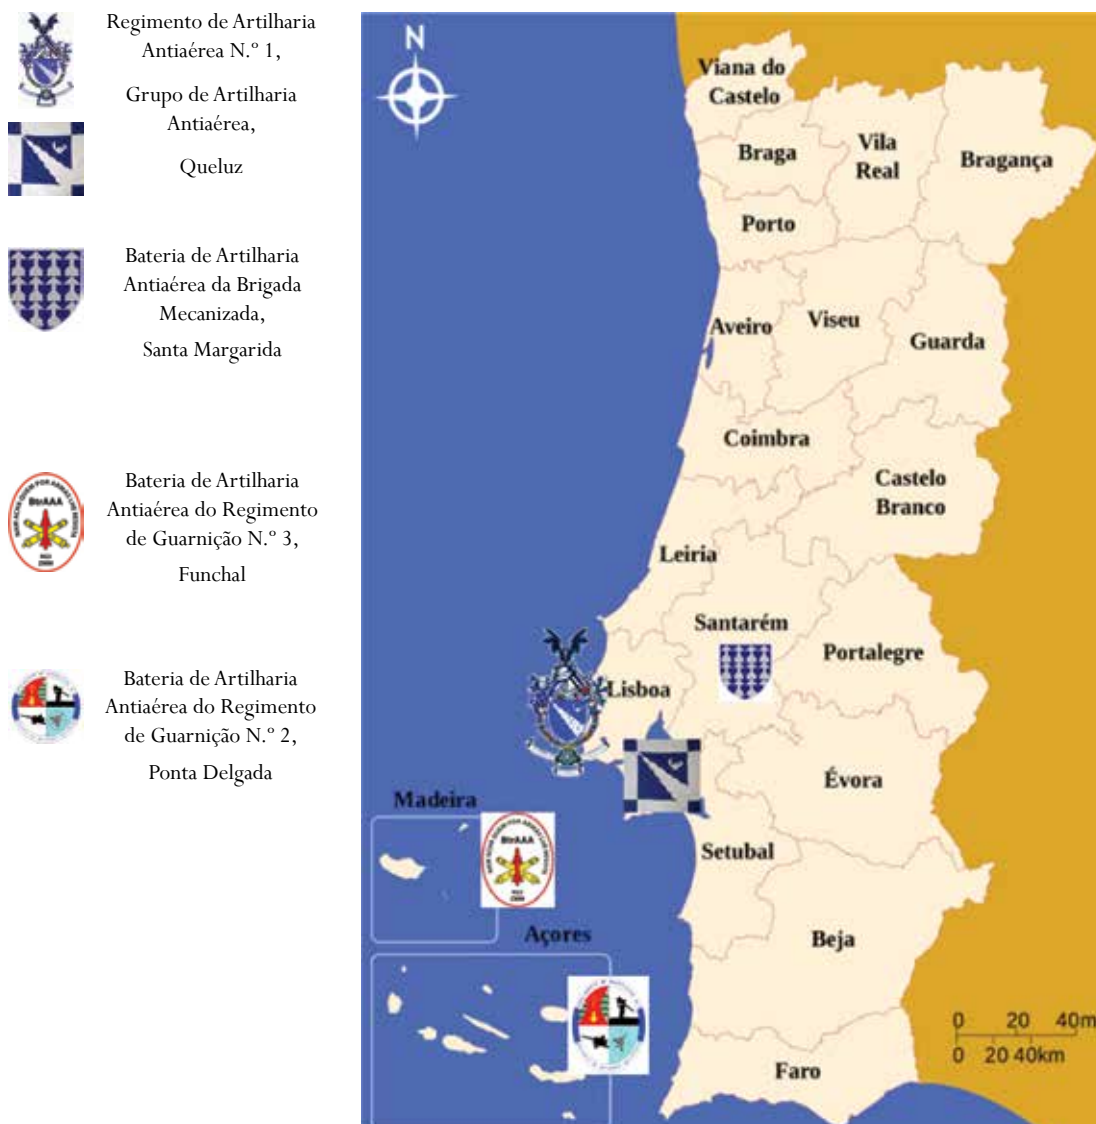 Regimento de Artilharia
Antiaérea N.º 1,
Grupo de Artilharia
Antiaérea,
Queluz
Bateria de Artilharia
Antiaérea da Brigada
Mecanizada,
Santa Margarida
BtrAAA
Bateria de Artilharia
Antiaérea do Regimento
de Guarnição N.º 3,
Funchal
Bateria de Artilharia
Antiaérea do Regimento
de Guarnição N.º 2,
Ponta Delgada
N
Viana do
Castelo
Braga
Vila
Real
Bragança
Porto
Aveiro
Viseu
Guarda
Coimbra
Castelo
Branco
Leiria
Santarém
Portalegre
Lisboa
Évora
Madeira
BtrAAA
Setubal
Açores
Beja
0 20 40m
0 20 40km
Faro